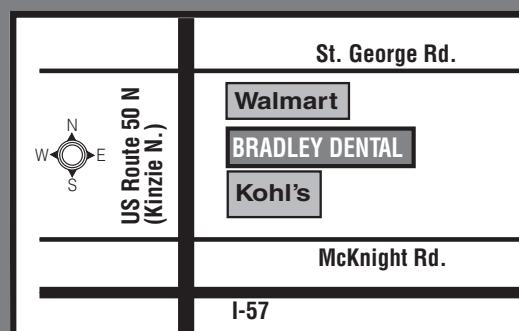 St. George Rd.
US Route 50 N
(Kinzie N.)
N
W
E
S
Walmart
BRADLEY DENTAL
Kohl's
McKnight Rd.
I-57